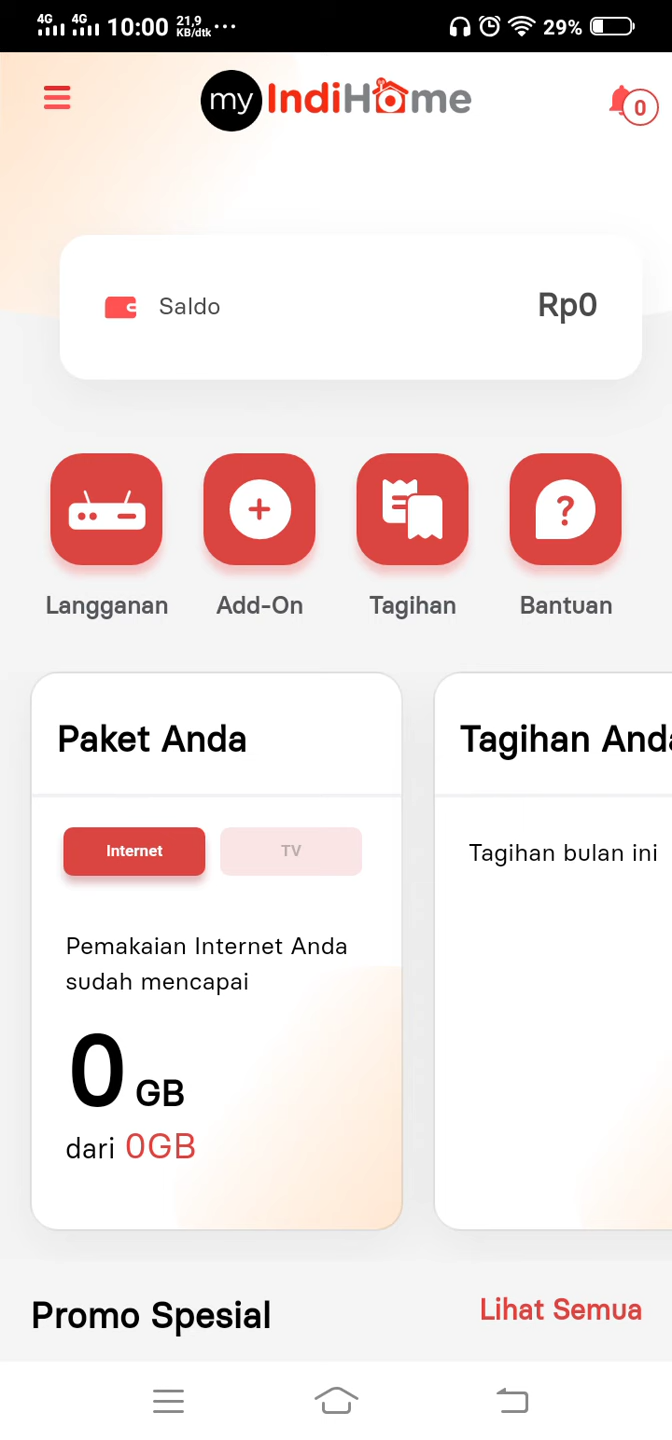 4G 4G 10:00 21,9 KB/dtk ... 29%
my IndiHome
0
Saldo Rp0
Langganan Add-On Tagihan Bantuan
Paket Anda
Internet TV
Pemakaian Internet Anda
sudah mencapai
0 GB
dari 0GB
Tagihan Anda
Tagihan bulan ini
Promo Spesial Lihat Semua